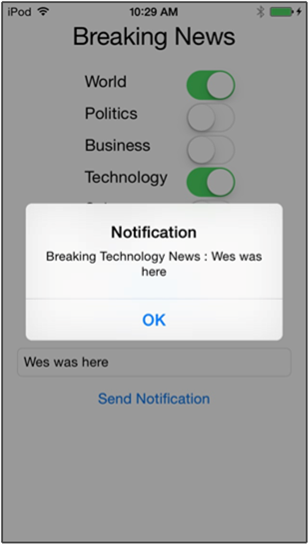 iPod 10:29 AM
Breaking News
World
Politics
Business
Technology
Notification
Breaking Technology News : Wes was
here
OK
Wes was here
Send Notification